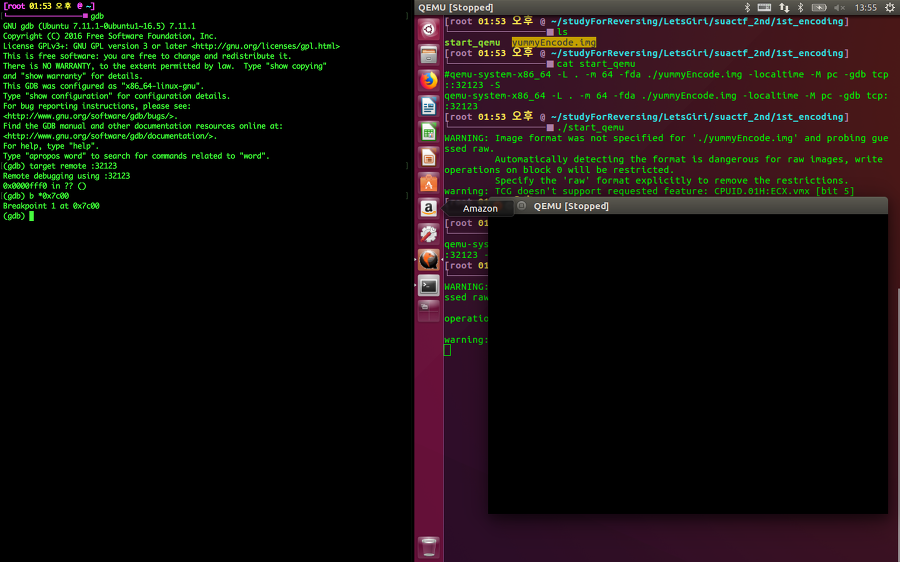 [root 01:53 오후 @ ~]
gdb
GNU gdb (Ubuntu 7.11.1-0ubuntu1~16.5) 7.11.1
Copyright (C) 2016 Free Software Foundation, Inc.
License GPLv3+: GNU GPL version 3 or later <http://gnu.org/licenses/gpl.html>
This is free software: you are free to change and redistribute it.
There is NO WARRANTY, to the extent permitted by law.  Type "show copying"
and "show warranty" for details.
This GDB was configured as "x86_64-linux-gnu".
Type "show configuration" for configuration details.
For bug reporting instructions, please see:
<http://www.gnu.org/software/gdb/bugs/>.
Find the GDB manual and other documentation resources online at:
<http://www.gnu.org/software/gdb/documentation/>.
For help, type "help".
Type "apropos word" to search for commands related to "word".
(gdb) target remote :32123
Remote debugging using :32123
0x0000fff0 in ?? ()
(gdb) b *0x7c00
Breakpoint 1 at 0x7c00
(gdb)
QEMU [Stopped]
13:55
[root 01:53 오후 @ ~/studyForReversing/LetsGiri/suactf_2nd/1st_encoding]
ls
start_qemu  yummyEncode.img
[root 01:53 오후 @ ~/studyForReversing/LetsGiri/suactf_2nd/1st_encoding]
cat start_qemu
#qemu-system-x86_64 -L . -m 64 -fda ./yummyEncode.img -localtime -M pc -gdb tcp
::32123 -S
qemu-system-x86_64 -L . -m 64 -fda ./yummyEncode.img -localtime -M pc -gdb tcp:
:32123
[root 01:53 오후 @ ~/studyForReversing/LetsGiri/suactf_2nd/1st_encoding]
./start_qemu
WARNING: Image format was not specified for './yummyEncode.img' and probing gue
ssed raw.
Automatically detecting the format is dangerous for raw images, write
operations on block 0 will be restricted.
Specify the 'raw' format explicitly to remove the restrictions.
warning: TCG doesn't support requested feature: CPUID.01H:ECX.vmx [bit 5]
Amazon
QEMU [Stopped]
[root 01
qemu-sys
:32123 -
[root 01
WARNING:
ssed raw
operatio
warning: